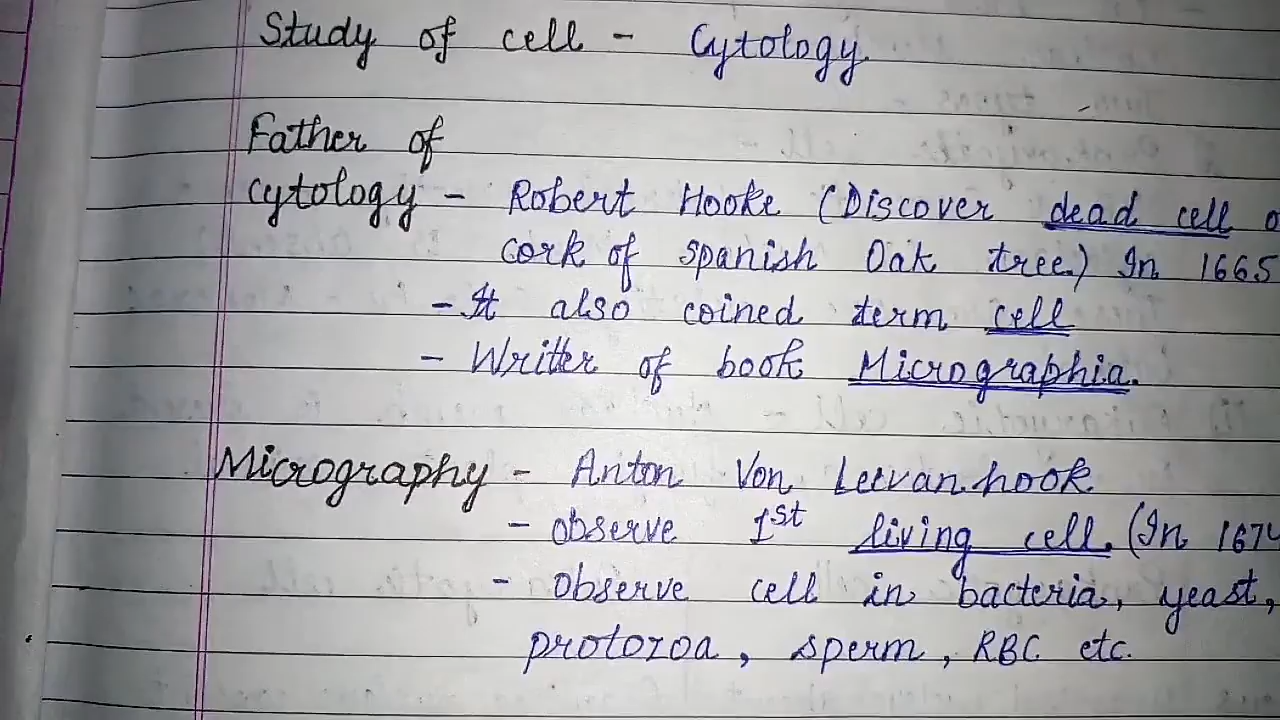 Study of cell - Cytology.
Father of
cytology - Robert Hooke (Discover dead cell
cork of spanish Oak tree.) In 1665
- It also coined term cell
- Writter of book Micrographia.
Micrography - Anton Von Leevanhook
- observe 1st living cell. (In 1674
- observe cell in bacteria, yeast,
protozoa, sperm, RBC etc.